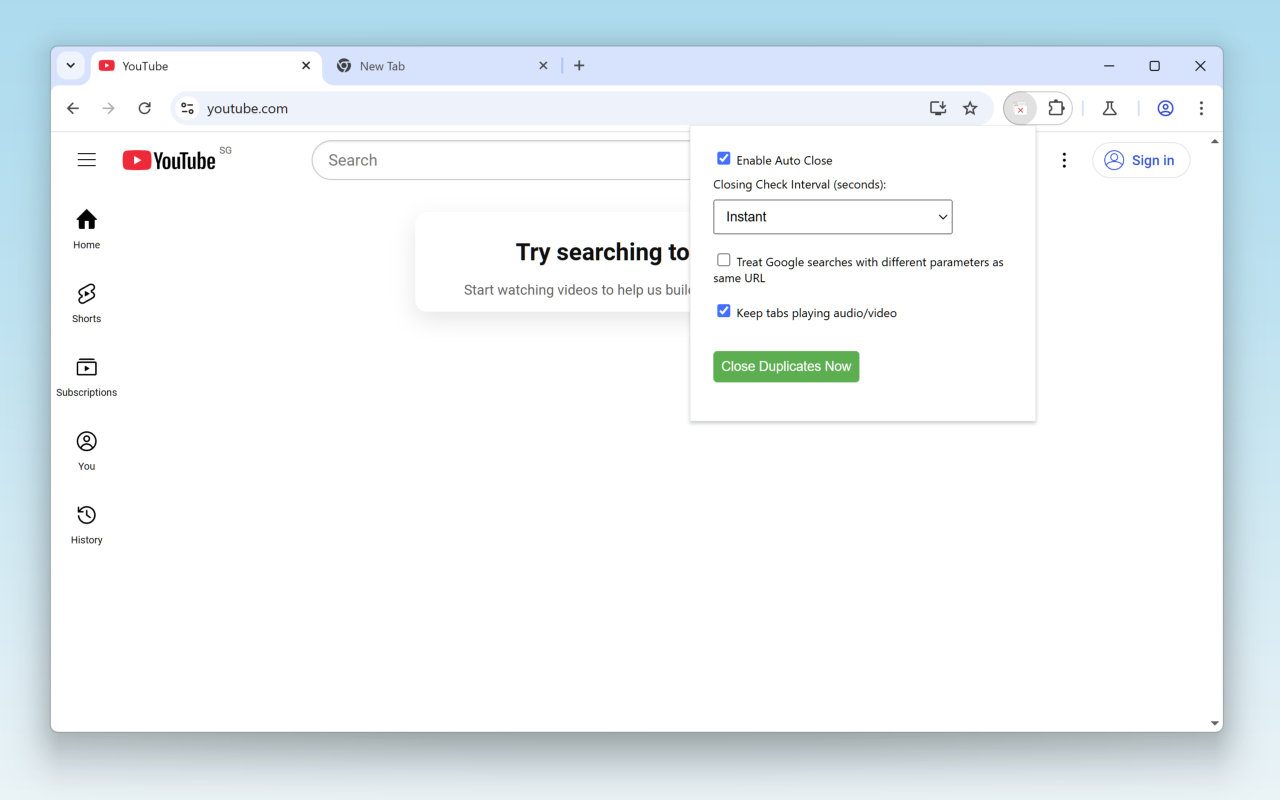 YouTube
New Tab
youtube.com
YouTube SG
Search
Sign in
Home
Shorts
Subscriptions
You
History
Try searching to
Start watching videos to help us buil
Enable Auto Close
Closing Check Interval (seconds):
Instant
Treat Google searches with different parameters as
same URL
Keep tabs playing audio/video
Close Duplicates Now